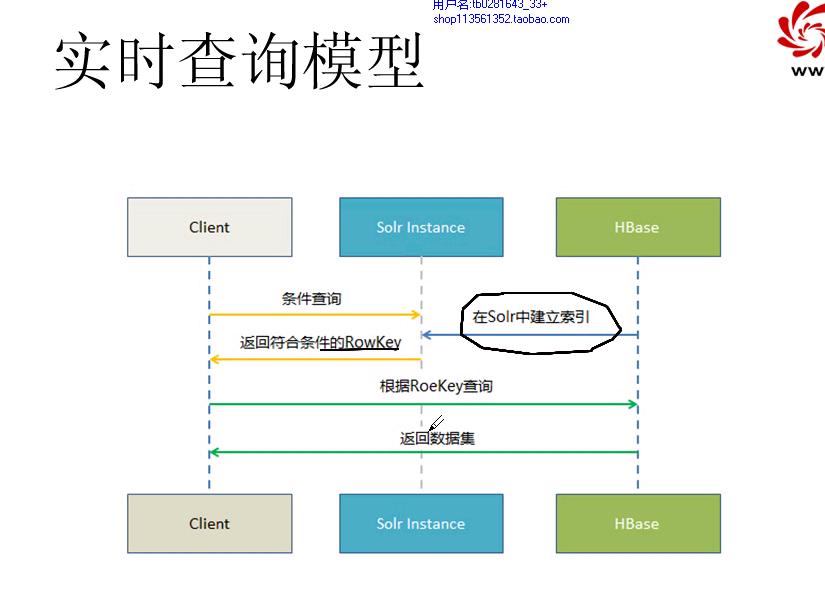 用户名:tb0281643_33+
shop113561352.taobao.com
实时查询模型
ww
Client
Solr Instance
HBase
条件查询
在Solr中建立索引
返回符合条件的RowKey
根据RoeKey查询
返回数据集
Client
Solr Instance
HBase